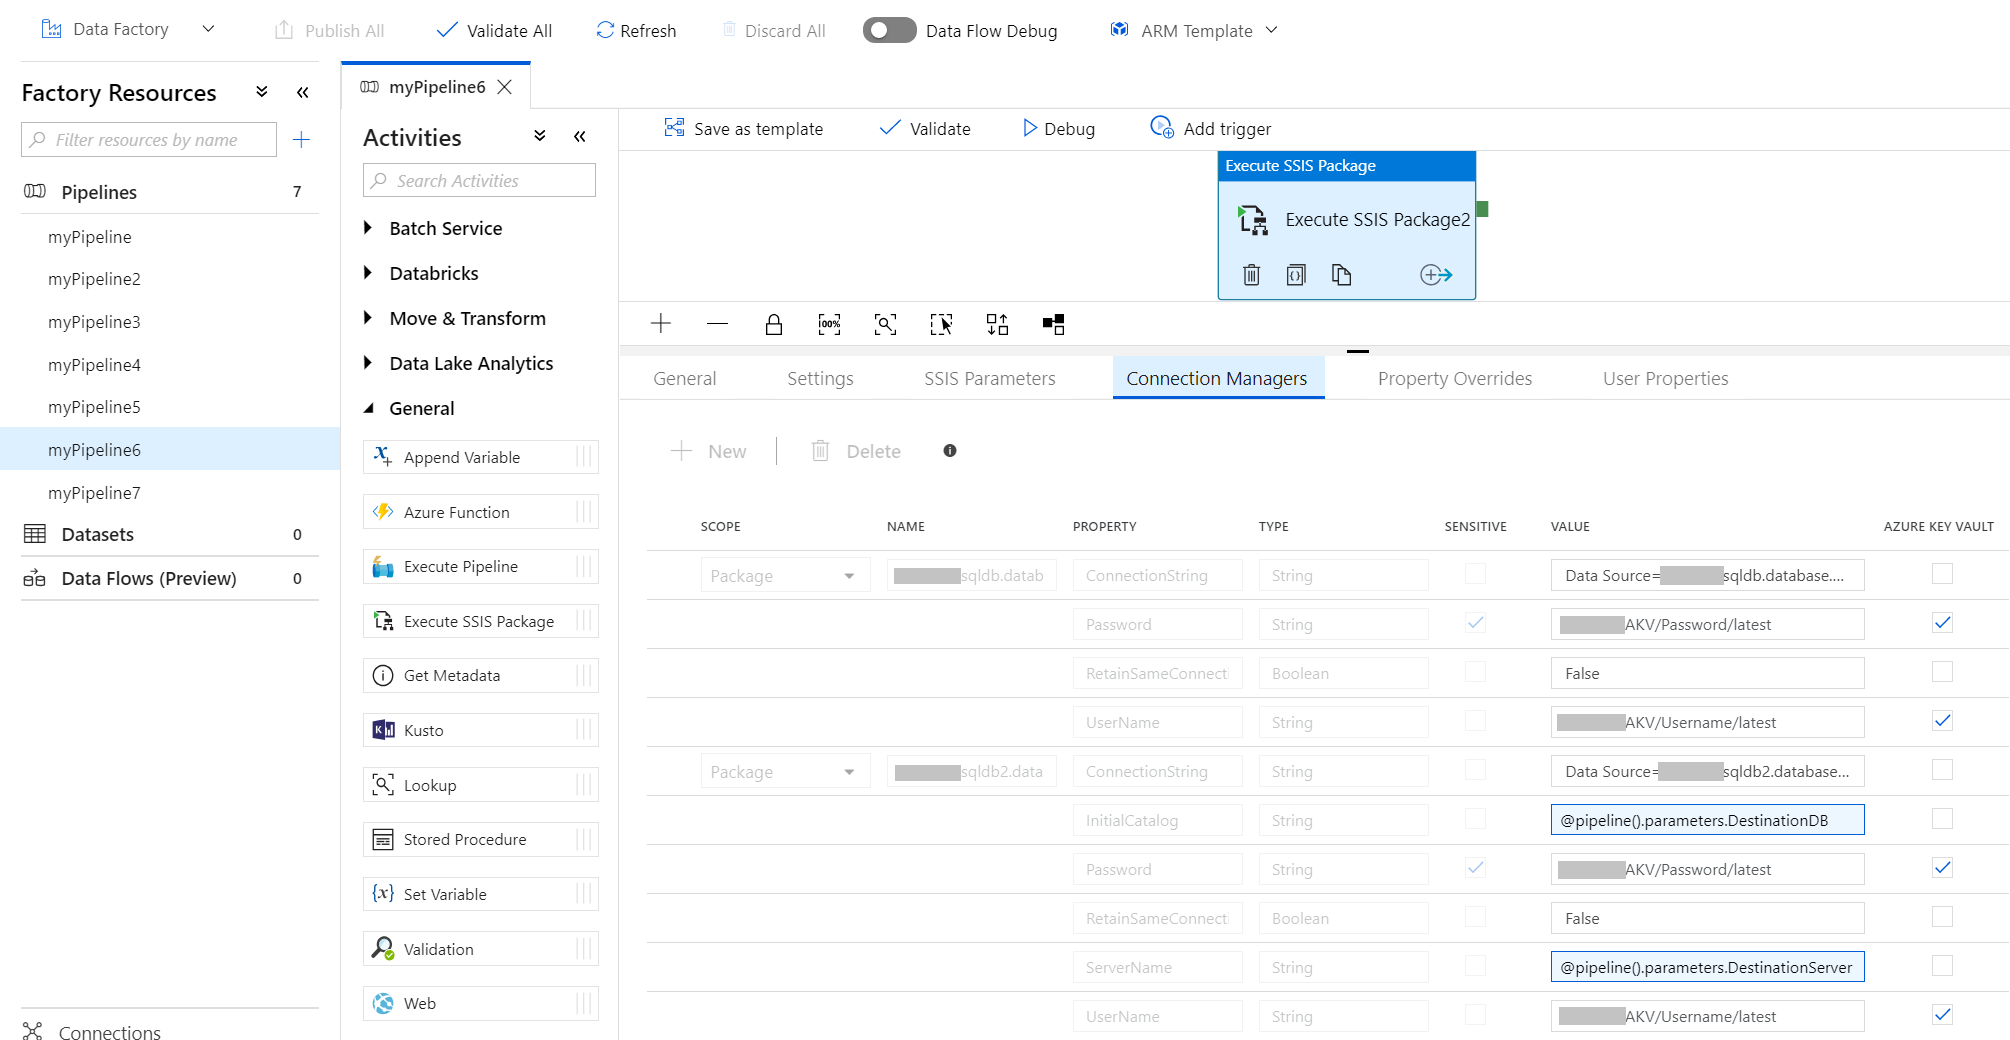 Data Factory
Publish All
Validate All
Refresh
Discard All
Data Flow Debug
ARM Template
Factory Resources
Filter resources by name
Pipelines 7
myPipeline
myPipeline2
myPipeline3
myPipeline4
myPipeline5
myPipeline6
myPipeline7
Datasets 0
Data Flows (Preview) 0
Connections
myPipeline6
Activities
Search Activities
Batch Service
Databricks
Move & Transform
Data Lake Analytics
General
Append Variable
Azure Function
Execute Pipeline
Execute SSIS Package
Get Metadata
Kusto
Lookup
Stored Procedure
Set Variable
Validation
Web
Save as template
Validate
Debug
Add trigger
Execute SSIS Package
Execute SSIS Package2
100%
General Settings SSIS Parameters Connection Managers Property Overrides User Properties
New Delete
SCOPE NAME PROPERTY TYPE SENSITIVE VALUE AZURE KEY VAULT
Package sqldb.datab ConnectionString String Data Source= sqldb.database....
Password String AKV/Password/latest
RetainSameConnecti Boolean False
UserName String AKV/Username/latest
Package sqldb2.data ConnectionString String Data Source= sqldb2.database...
InitialCatalog String @pipeline().parameters.DestinationDB
Password String AKV/Password/latest
RetainSameConnecti Boolean False
ServerName String @pipeline().parameters.DestinationServer
UserName String AKV/Username/latest